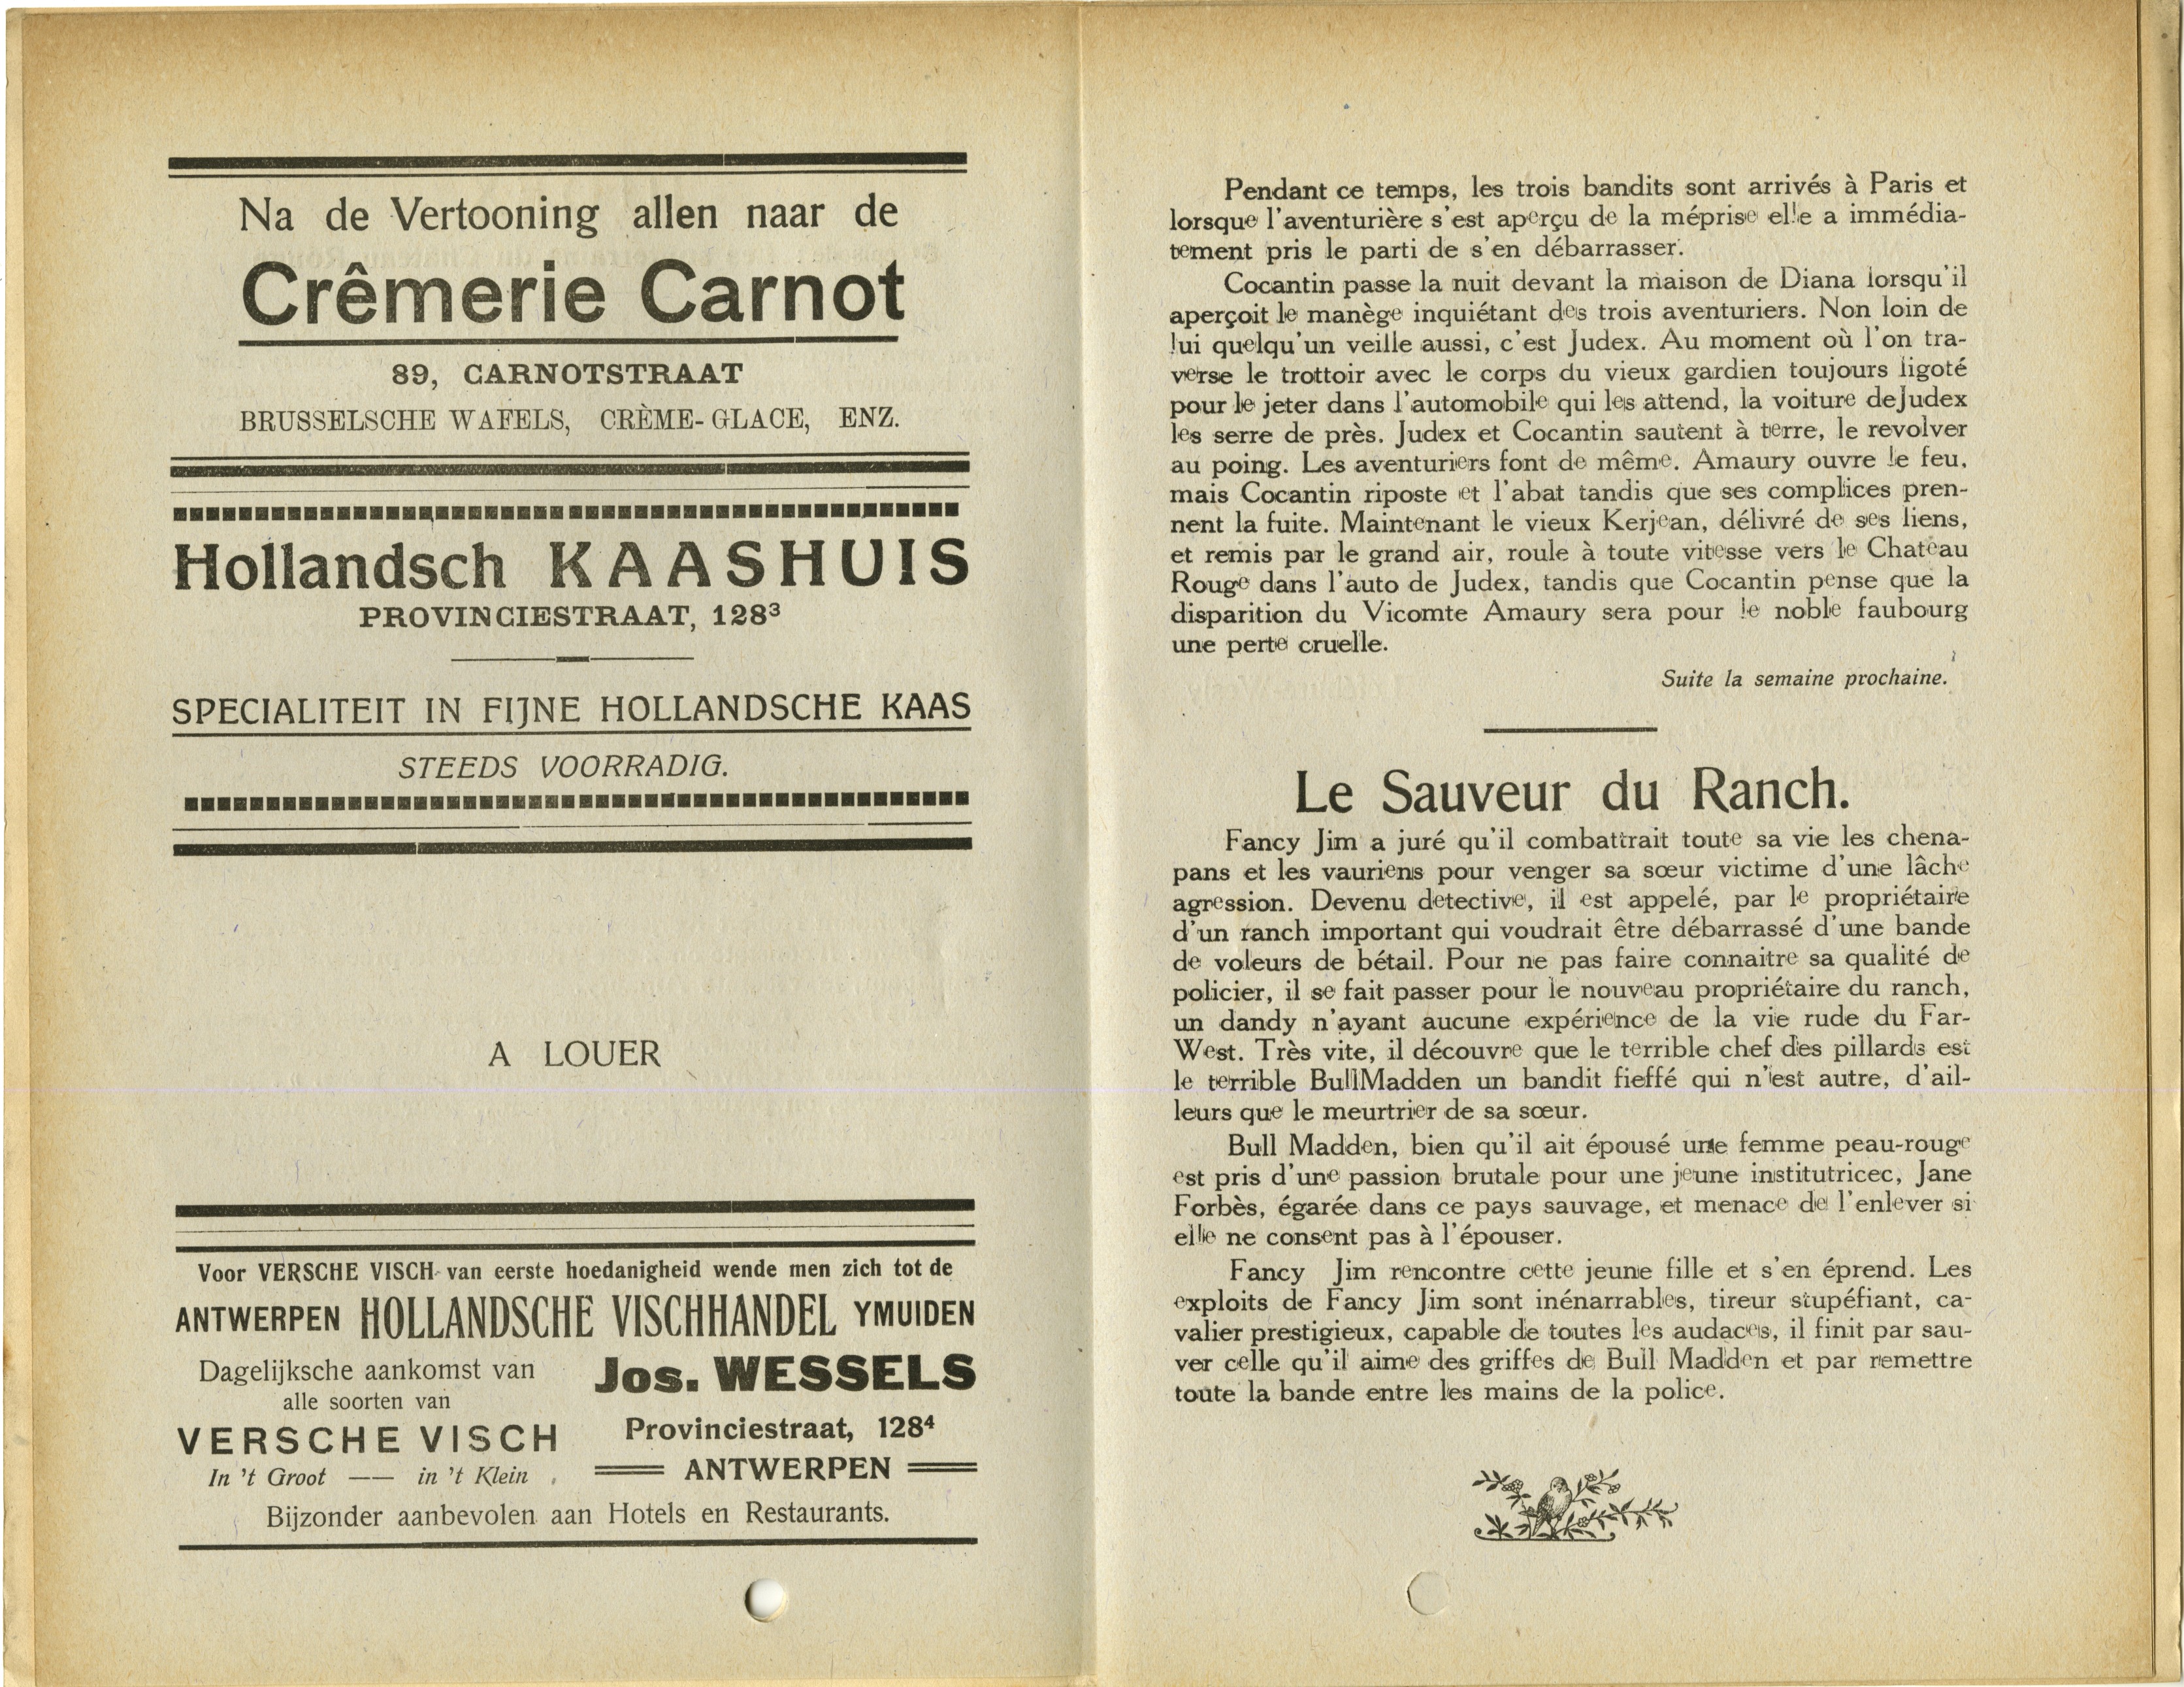 Na de Vertooning allen naar de
Crêmerie Carnot
89, CARNOTSTRAAT
BRUSSELSCHE WAFELS, CRÈME-GLACE, ENZ.
Hollandsch KAASHUIS
PROVINCIESTRAAT, 128³
SPECIALITEIT IN FIJNE HOLLANDSCHE KAAS
STEEDS VOORRADIG.
A LOUER
Voor VERSCHE VISCH van eerste hoedanigheid wende men zich tot de
ANTWERPEN HOLLANDSCHE VISCHHANDEL YMUIDEN
Dagelijksche aankomst van
alle soorten van
VERSCHE VISCH
In 't Groot —— in 't Klein
Jos. WESSELS
Provinciestraat, 128⁴
ANTWERPEN
Bijzonder aanbevolen aan Hotels en Restaurants.
Pendant ce temps, les trois bandits sont arrivés à Paris et
lorsque l'aventurière s'est aperçu de la méprise elle a immédia-
tement pris le parti de s'en débarrasser.
Cocantin passe la nuit devant la maison de Diana lorsqu'il
aperçoit le manège inquiétant des trois aventuriers. Non loin de
lui quelqu'un veille aussi, c'est Judex. Au moment où l'on tra-
verse le trottoir avec le corps du vieux gardien toujours ligoté
pour le jeter dans l'automobile qui les attend, la voiture deJudex
les serre de près. Judex et Cocantin sautent à terre, le revolver
au poing. Les aventuriers font de même. Amaury ouvre le feu,
mais Cocantin riposte et l'abat tandis que ses complices pren-
nent la fuite. Maintenant le vieux Kerjean, délivré de ses liens,
et remis par le grand air, roule à toute vitesse vers le Chateau
Rouge dans l'auto de Judex, tandis que Cocantin pense que la
disparition du Vicomte Amaury sera pour le noble faubourg
une perte cruelle.
Suite la semaine prochaine.
Le Sauveur du Ranch.
Fancy Jim a juré qu'il combattrait toute sa vie les chena-
pans et les vauriens pour venger sa sœur victime d'une lâche
agression. Devenu detective, il est appelé, par le propriétaire
d'un ranch important qui voudrait être débarrassé d'une bande
de voleurs de bétail. Pour ne pas faire connaitre sa qualité de
policier, il se fait passer pour le nouveau propriétaire du ranch,
un dandy n'ayant aucune expérience de la vie rude du Far-
West. Très vite, il découvre que le terrible chef des pillards est
le terrible BullMadden un bandit fieffé qui n'est autre, d'ail-
leurs que le meurtrier de sa sœur.
Bull Madden, bien qu'il ait épousé une femme peau-rouge
est pris d'une passion brutale pour une jeune institutricec, Jane
Forbès, égarée dans ce pays sauvage, et menace de l'enlever si
elle ne consent pas à l'épouser.
Fancy Jim rencontre cette jeune fille et s'en éprend. Les
exploits de Fancy Jim sont inénarrables, tireur stupéfiant, ca-
valier prestigieux, capable de toutes les audaces, il finit par sau-
ver celle qu'il aime des griffes de Bull Madden et par remettre
toute la bande entre les mains de la police.